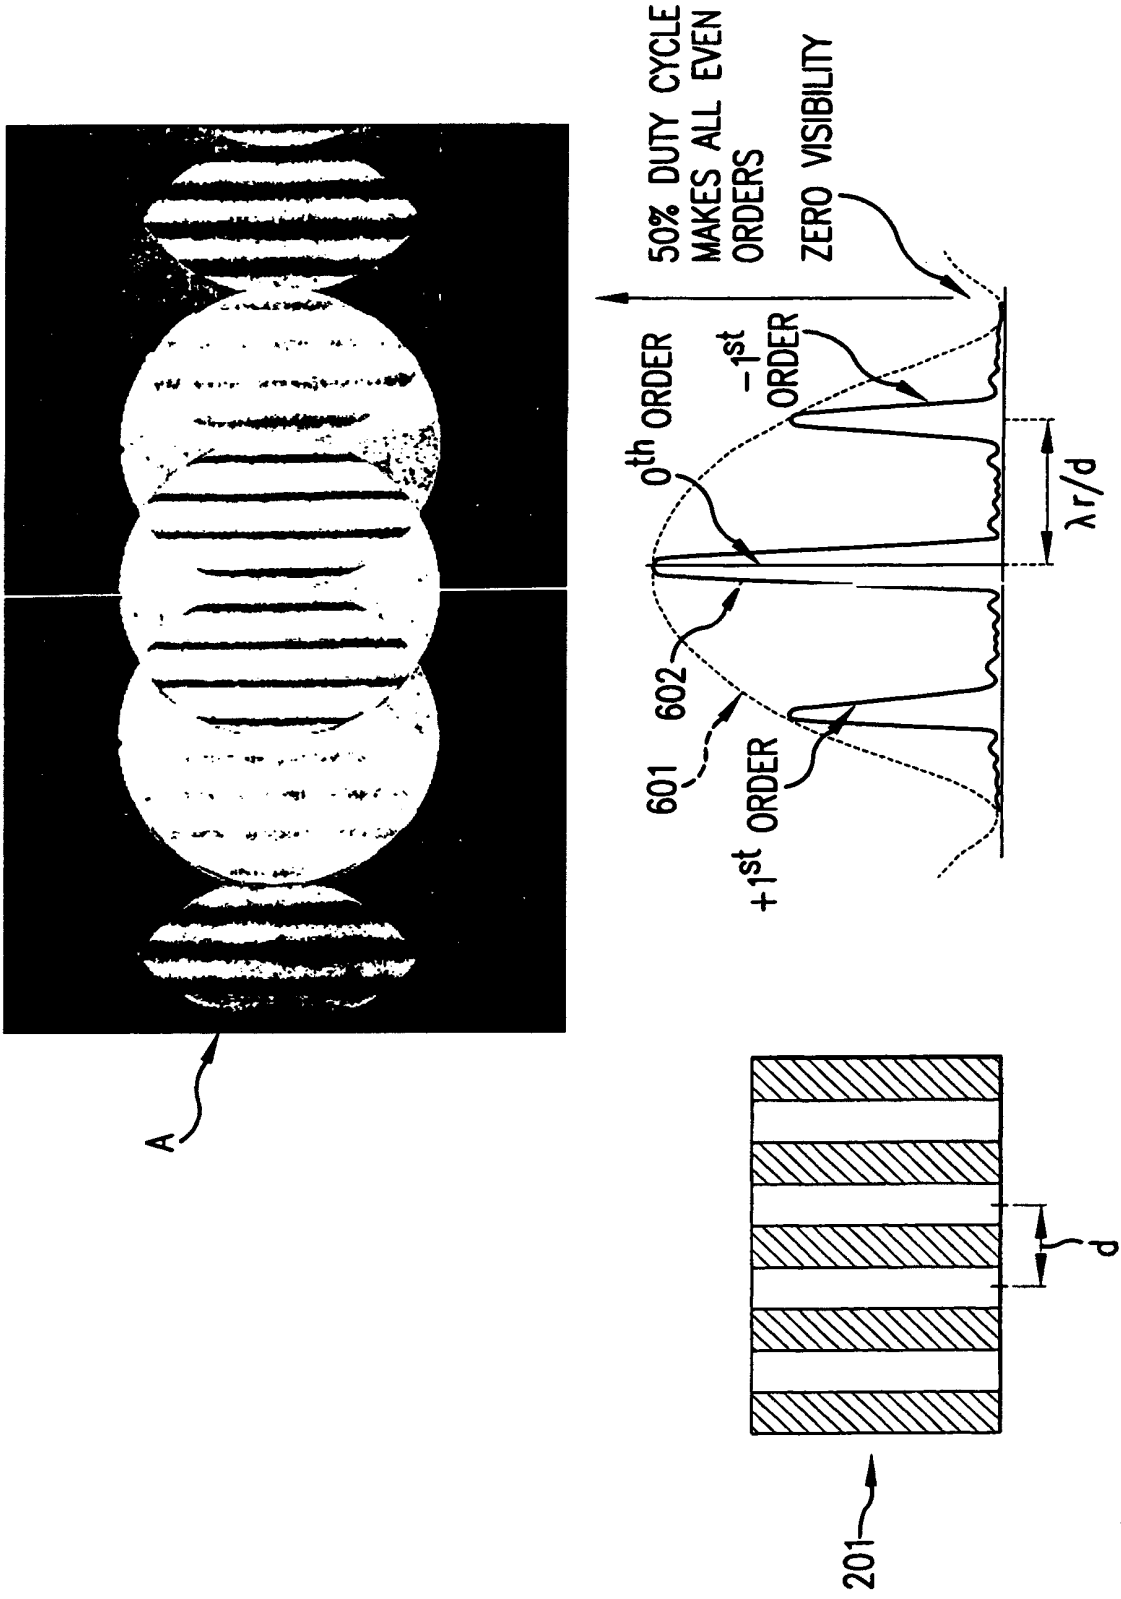 A
50% DUTY CYCLE
MAKES ALL EVEN
ORDERS
ZERO VISIBILITY
0th ORDER
-1st
ORDER
602
601
+1st ORDER
λr/d
201
d